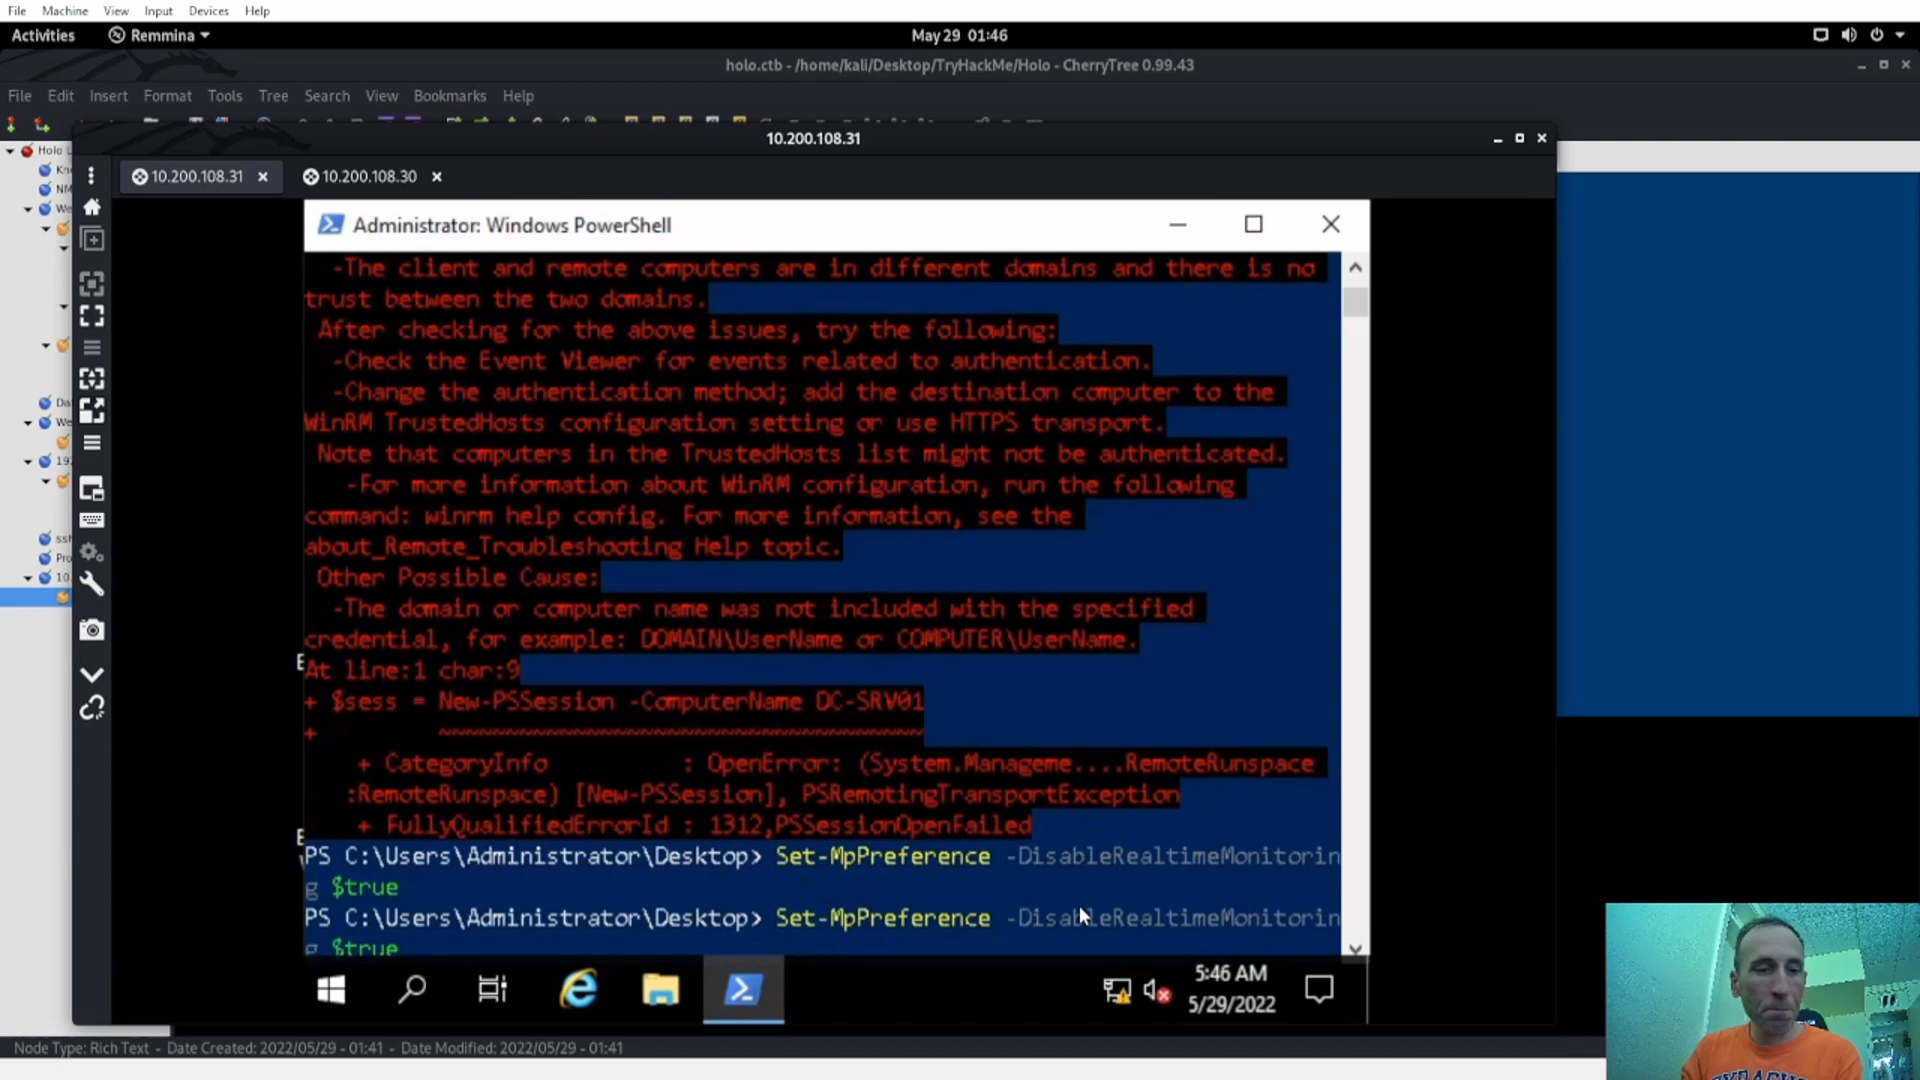 File Machine View Input Devices Help
Activities Remmina May 29 01:46
holo.ctb - /home/kali/Desktop/TryHackMe/Holo - CherryTree 0.99.43
File Edit Insert Format Tools Tree Search View Bookmarks Help
10.200.108.31
Holo L
10.200.108.31 10.200.108.30
NM
We
Administrator: Windows PowerShell
-The client and remote computers are in different domains and there is no
trust between the two domains.
After checking for the above issues, try the following:
-Check the Event Viewer for events related to authentication.
-Change the authentication method; add the destination computer to the
WinRM TrustedHosts configuration setting or use HTTPS transport.
Note that computers in the TrustedHosts list might not be authenticated.
-For more information about WinRM configuration, run the following
command: winrm help config. For more information, see the
about_Remote_Troubleshooting Help topic.
Other Possible Cause:
-The domain or computer name was not included with the specified
credential, for example: DOMAIN\UserName or COMPUTER\UserName.
At line:1 char:9
+ $sess = New-PSSession -ComputerName DC-SRV01
+ ~~~~~~~~~~~~~~~~~~~~~~~~~~~~~~~~~~~~
+ CategoryInfo : OpenError: (System.Manageme....RemoteRunspace
:RemoteRunspace) [New-PSSession], PSRemotingTransportException
+ FullyQualifiedErrorId : 1312,PSSessionOpenFailed
PS C:\Users\Administrator\Desktop> Set-MpPreference -DisableRealtimeMonitorin
g $true
PS C:\Users\Administrator\Desktop> Set-MpPreference -DisableRealtimeMonitorin
g $true
Da
We
19
ssh
Pro
10.
5:46 AM
5/29/2022
Node Type: Rich Text - Date Created: 2022/05/29 - 01:41 - Date Modified: 2022/05/29 - 01:41